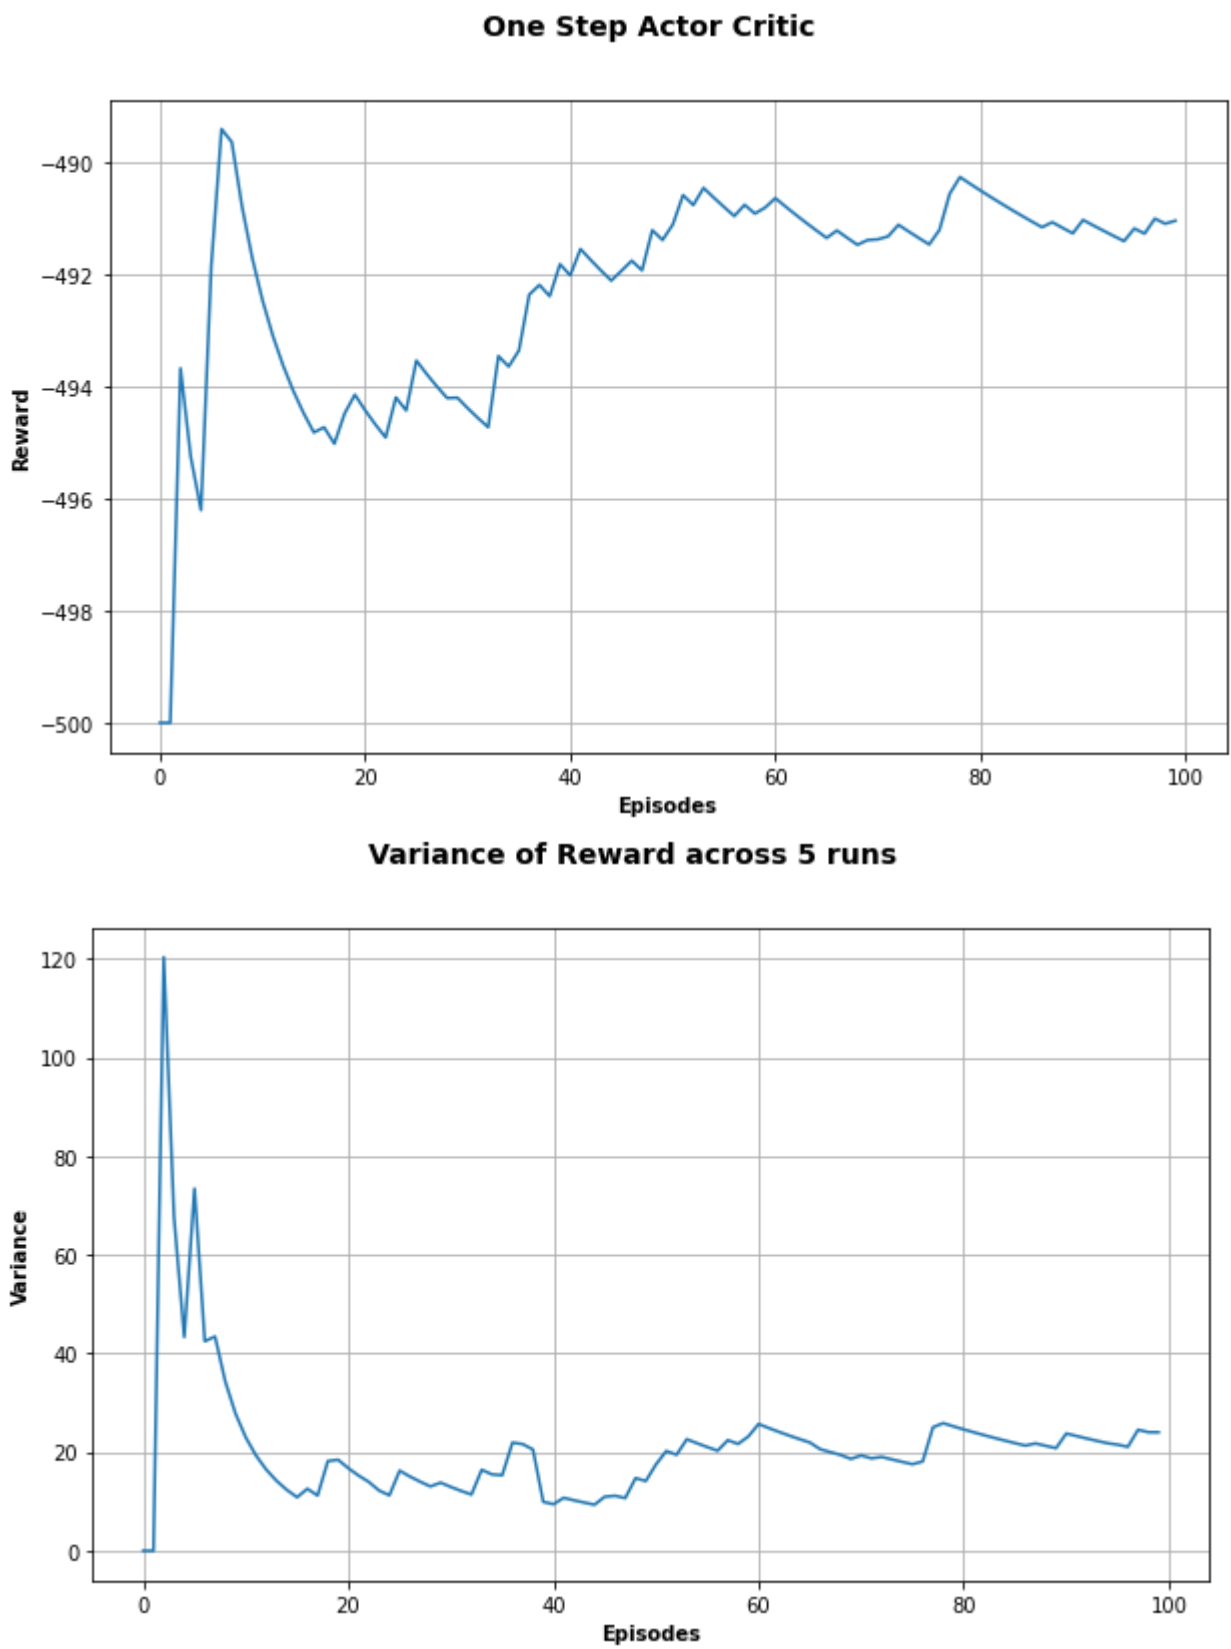 One Step Actor Critic
−490
−492
−494
−496
−498
−500
Reward
0 20 40 60 80 100
Episodes
Variance of Reward across 5 runs
120
100
80
60
40
20
0
Variance
0 20 40 60 80 100
Episodes